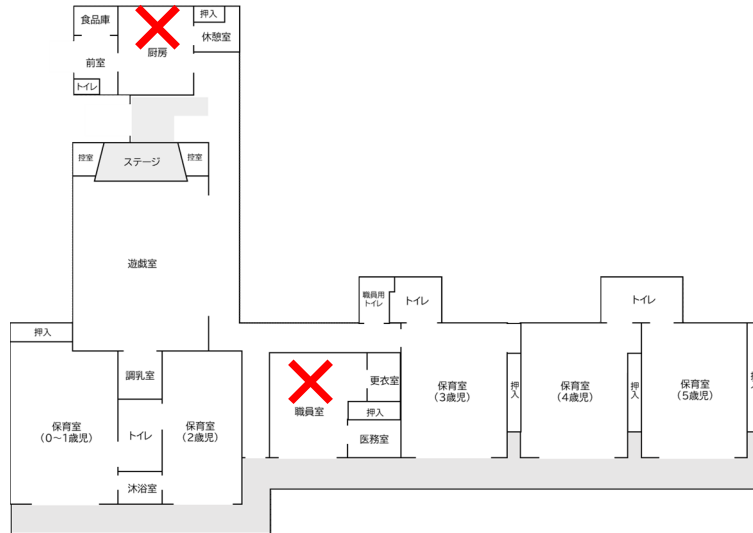 食品庫
押入
厨房
休憩室
前室
トイレ
控室
ステージ
控室
遊戯室
職員用
トイレ
トイレ
トイレ
押入
調乳室
更衣室
職員室
押入
医務室
保育室
（0～1歳児）
トイレ
保育室
（2歳児）
沐浴室
保育室
（3歳児）
押入
保育室
（4歳児）
押入
保育室
（5歳児）